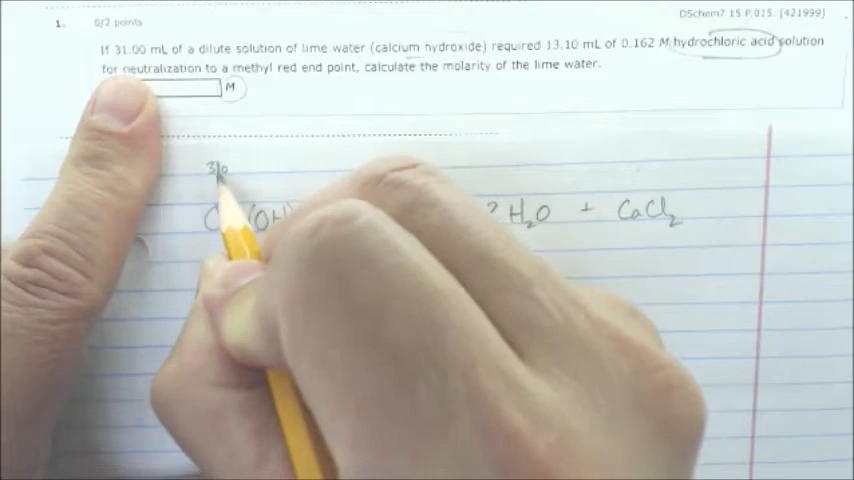 DSchem7 15.P.015. (421999)
1. 0/2 points
If 31.00 mL of a dilute solution of lime water (calcium hydroxide) required 13.10 mL of 0.162 M hydrochloric acid solution
for neutralization to a methyl red end point, calculate the molarity of the lime water.
M
(OH) H₂O + CaCl₂